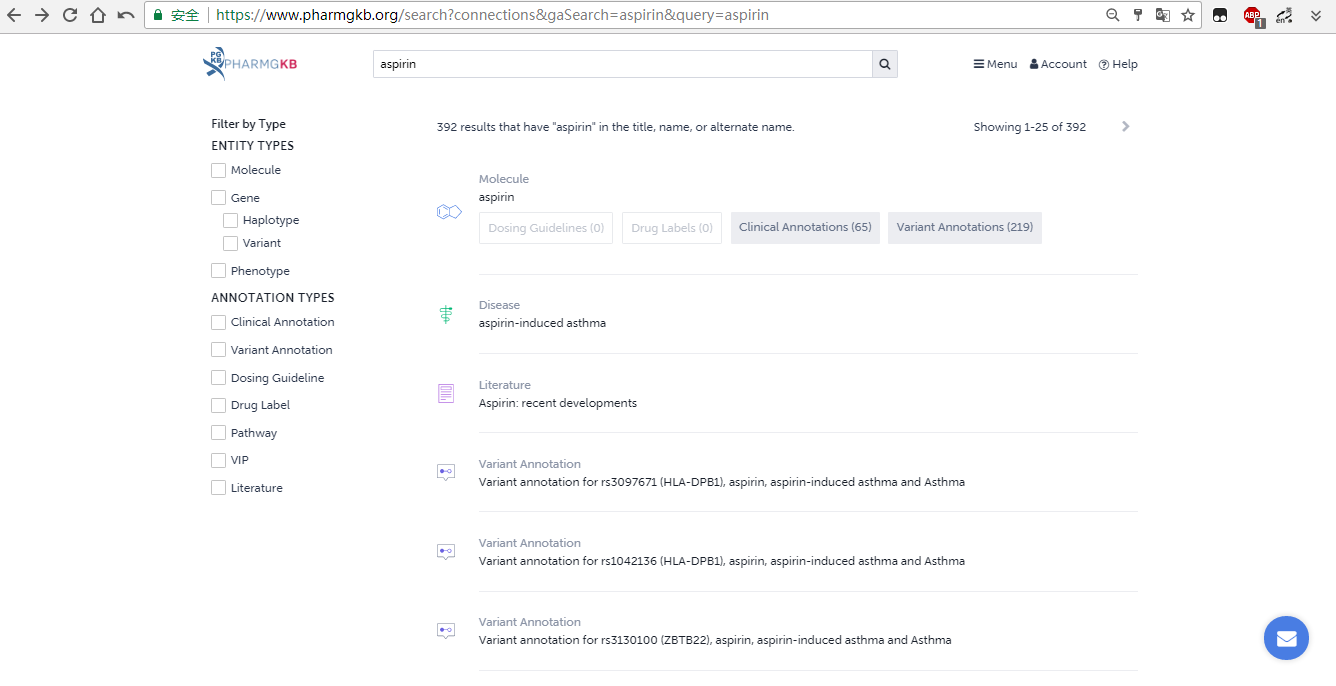 安全 https://www.pharmgkb.org/search?connections&gaSearch=aspirin&query=aspirin
ABP 1 en 英
PG KB PHARMGKB
aspirin
Menu Account Help
Filter by Type
ENTITY TYPES
Molecule
Gene
Haplotype
Variant
Phenotype
ANNOTATION TYPES
Clinical Annotation
Variant Annotation
Dosing Guideline
Drug Label
Pathway
VIP
Literature
392 results that have "aspirin" in the title, name, or alternate name. Showing 1-25 of 392
Molecule
aspirin
Dosing Guidelines (0) Drug Labels (0) Clinical Annotations (65) Variant Annotations (219)
Disease
aspirin-induced asthma
Literature
Aspirin: recent developments
Variant Annotation
Variant annotation for rs3097671 (HLA-DPB1), aspirin, aspirin-induced asthma and Asthma
Variant Annotation
Variant annotation for rs1042136 (HLA-DPB1), aspirin, aspirin-induced asthma and Asthma
Variant Annotation
Variant annotation for rs3130100 (ZBTB22), aspirin, aspirin-induced asthma and Asthma